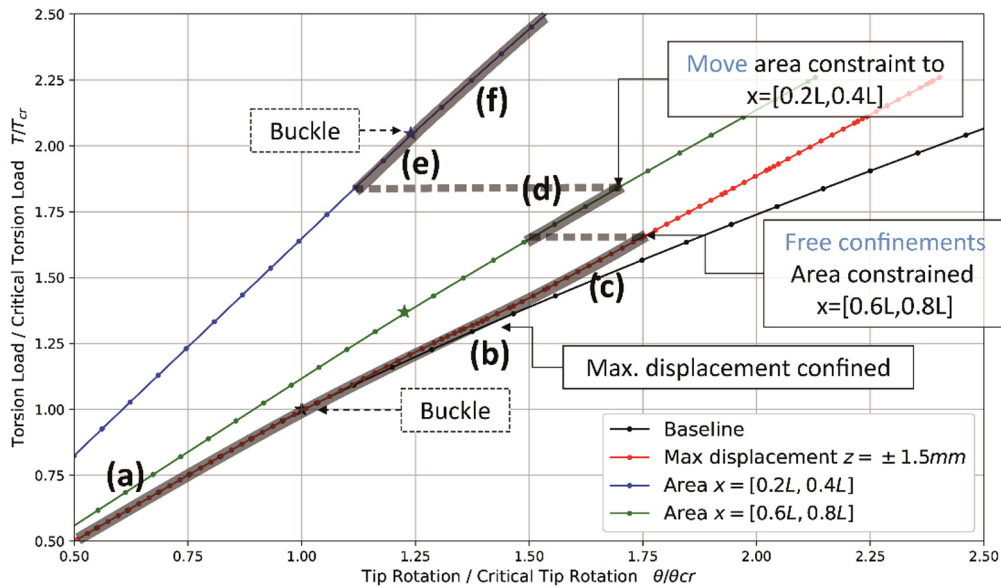 2.50
2.25
2.00
1.75
1.50
1.25
1.00
0.75
0.50
Torsion Load / Critical Torsion Load T/Tcr
0.50 0.75 1.00 1.25 1.50 1.75 2.00 2.25 2.50
Tip Rotation / Critical Tip Rotation θ/θcr
Move area constraint to
x=[0.2L,0.4L]
Buckle
(f)
(e)
(d)
Free confinements
Area constrained
x=[0.6L,0.8L]
(c)
(b)
Max. displacement confined
Buckle
(a)
Baseline
Max displacement z = ±1.5mm
Area x = [0.2L, 0.4L]
Area x = [0.6L, 0.8L]